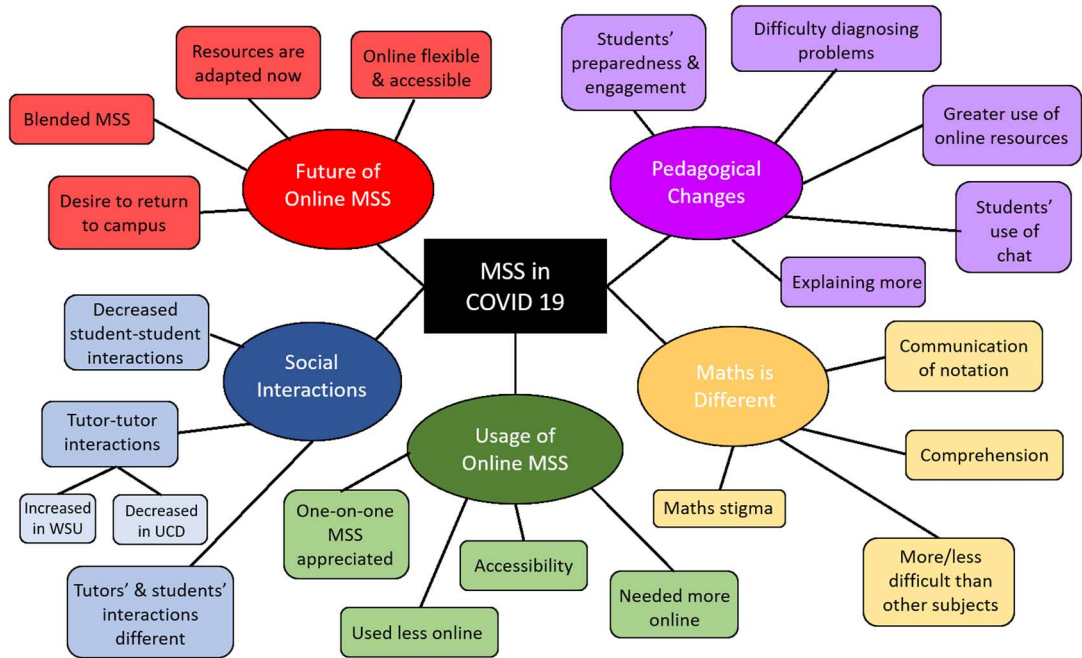 Resources are
adapted now
Online flexible
& accessible
Blended MSS
Desire to return
to campus
Future of
Online MSS
Students’
preparedness &
engagement
Difficulty diagnosing
problems
Greater use of
online resources
Students’
use of
chat
Explaining more
Pedagogical
Changes
MSS in
COVID 19
Decreased
student-student
interactions
Social
Interactions
Tutor-tutor
interactions
Increased
in WSU
Decreased
in UCD
Tutors’ & students’
interactions
different
Usage of
Online MSS
One-on-one
MSS
appreciated
Used less online
Accessibility
Needed more
online
Maths is
Different
Communication
of notation
Comprehension
Maths stigma
More/less
difficult than
other subjects